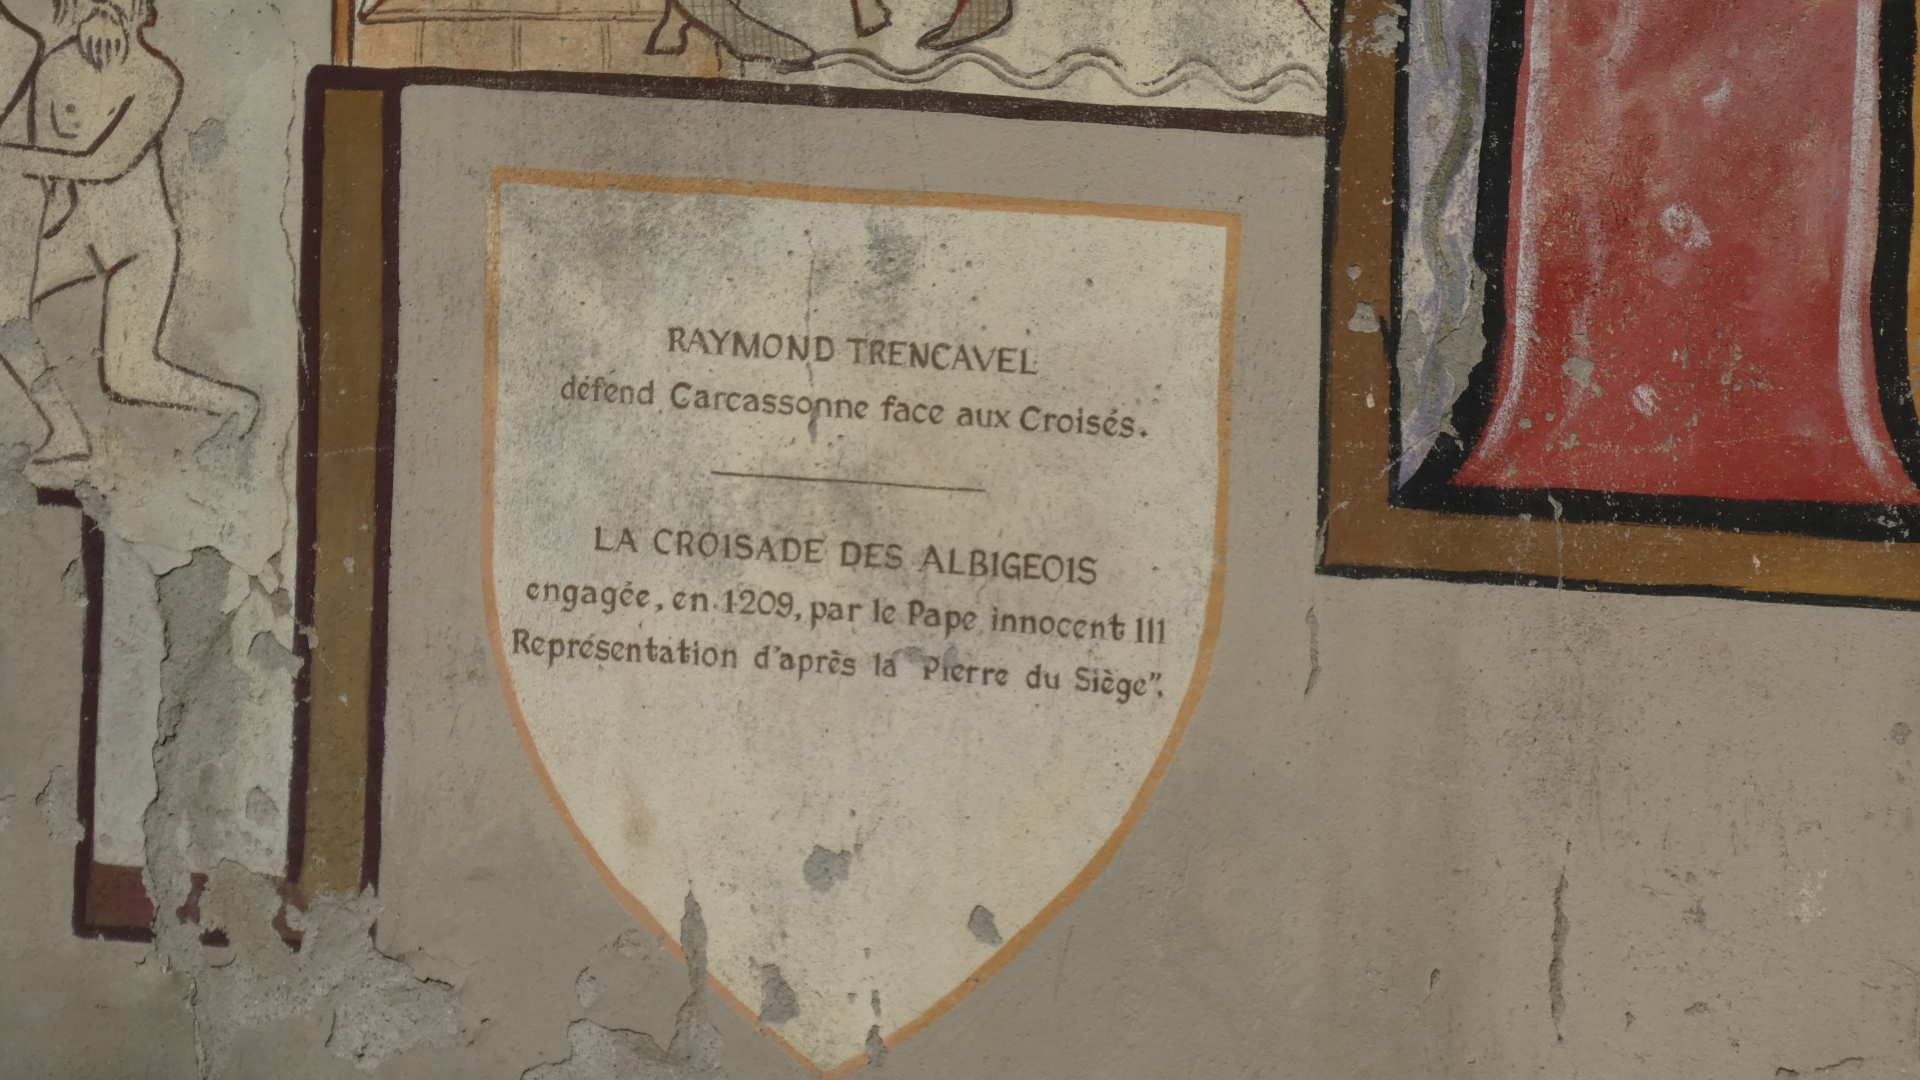 RAYMOND TRENCAVEL
défend Carcassonne face aux Croisés.
LA CROISADE DES ALBIGEOIS
engagée, en 1209, par le Pape innocent III
Représentation d'après la "Pierre du Siège".